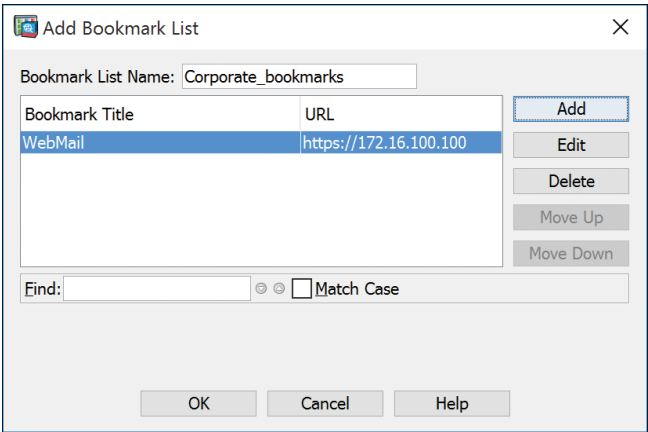 Add Bookmark List
Bookmark List Name: Corporate_bookmarks
Bookmark Title URL
WebMail https://172.16.100.100
Add
Edit
Delete
Move Up
Move Down
Find: Match Case
OK Cancel Help